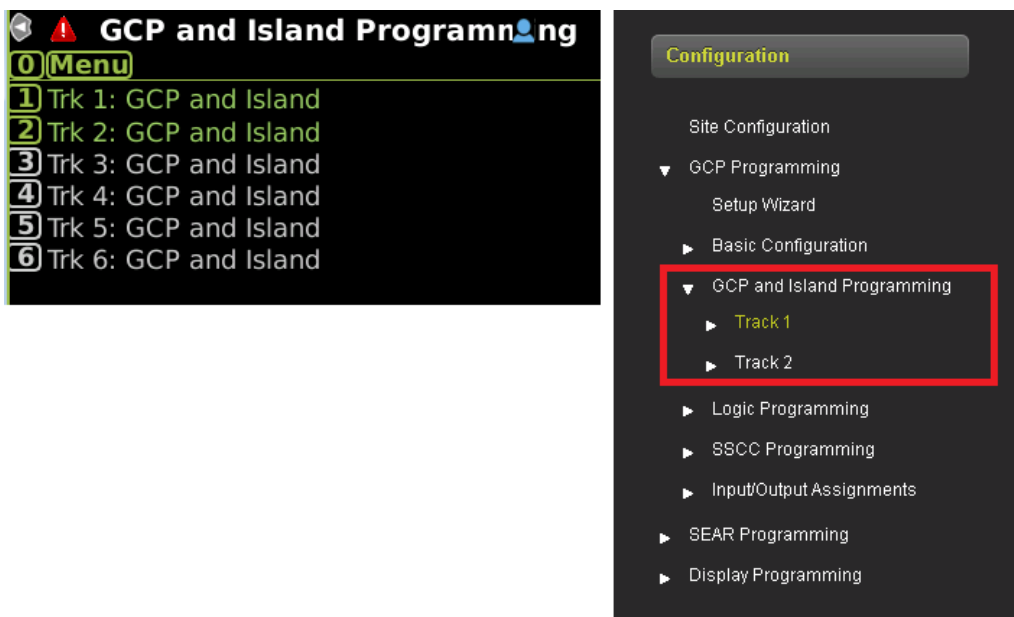 GCP and Island Programn ng
0 Menu
1 Trk 1: GCP and Island
2 Trk 2: GCP and Island
3 Trk 3: GCP and Island
4 Trk 4: GCP and Island
5 Trk 5: GCP and Island
6 Trk 6: GCP and Island
Configuration
Site Configuration
GCP Programming
Setup Wizard
Basic Configuration
GCP and Island Programming
Track 1
Track 2
Logic Programming
SSCC Programming
Input/Output Assignments
SEAR Programming
Display Programming